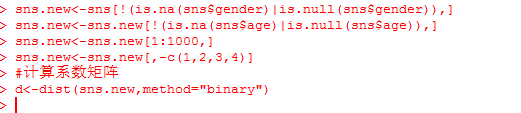 > sns.new<-sns[!(is.na(sns$gender)|is.null(sns$gender)),]
> sns.new<-sns.new[!(is.na(sns$age)|is.null(sns$age)),]
> sns.new<-sns.new[1:1000,]
> sns.new<-sns.new[,-c(1,2,3,4)]
> #计算系数矩阵
> d<-dist(sns.new,method="binary")
>